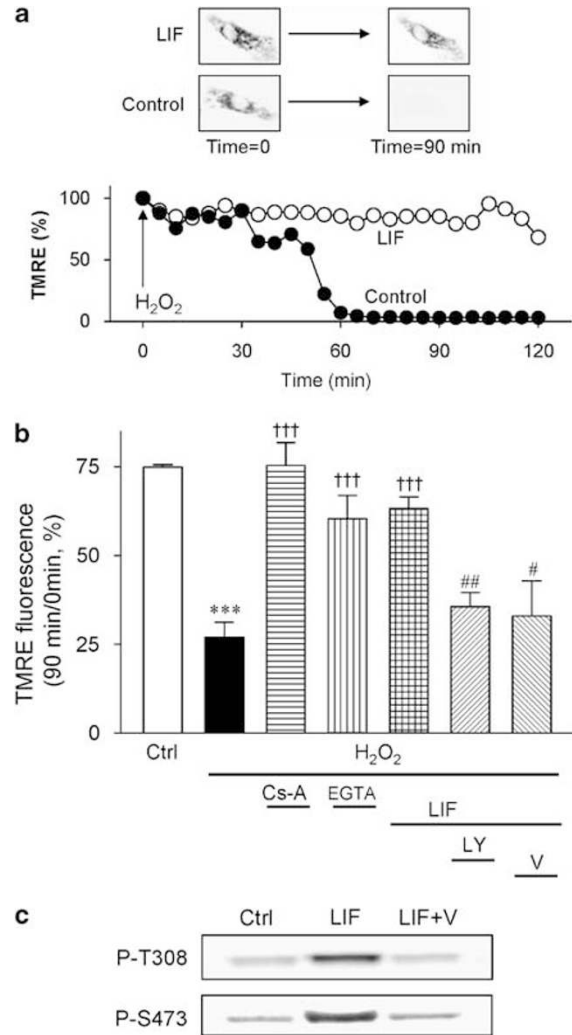 a
LIF
Control
Time=0 Time=90 min
TMRE (%)
100
50
0
H₂O₂
LIF
Control
0 30 60 90 120
Time (min)
b
TMRE fluorescence
(90 min/0min, %)
75
50
25
0
***
†††
†††
†††
##
#
Ctrl H₂O₂
Cs-A EGTA
LIF
LY
V
c
Ctrl LIF LIF+V
P-T308
P-S473